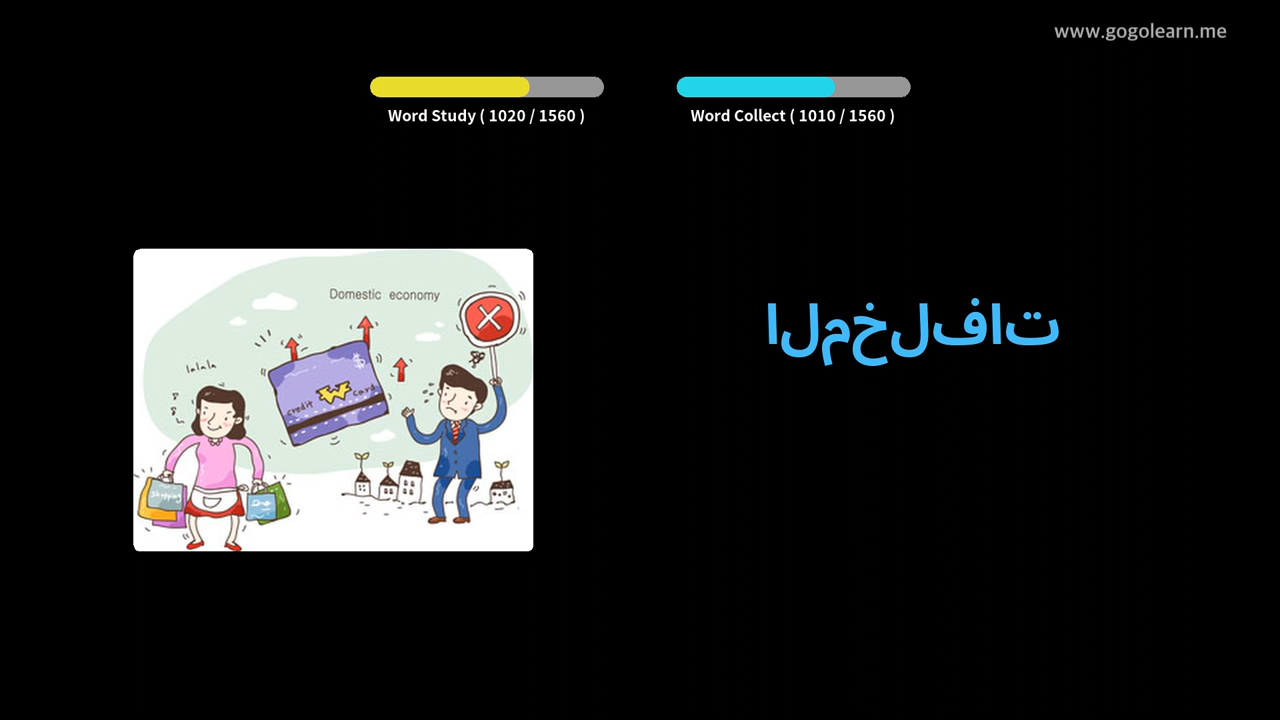 www.gogolearn.me
Word Study ( 1020 / 1560 )
Word Collect ( 1010 / 1560 )
Domestic economy
lalala
$
W
credit card
Shopping
المخلفات